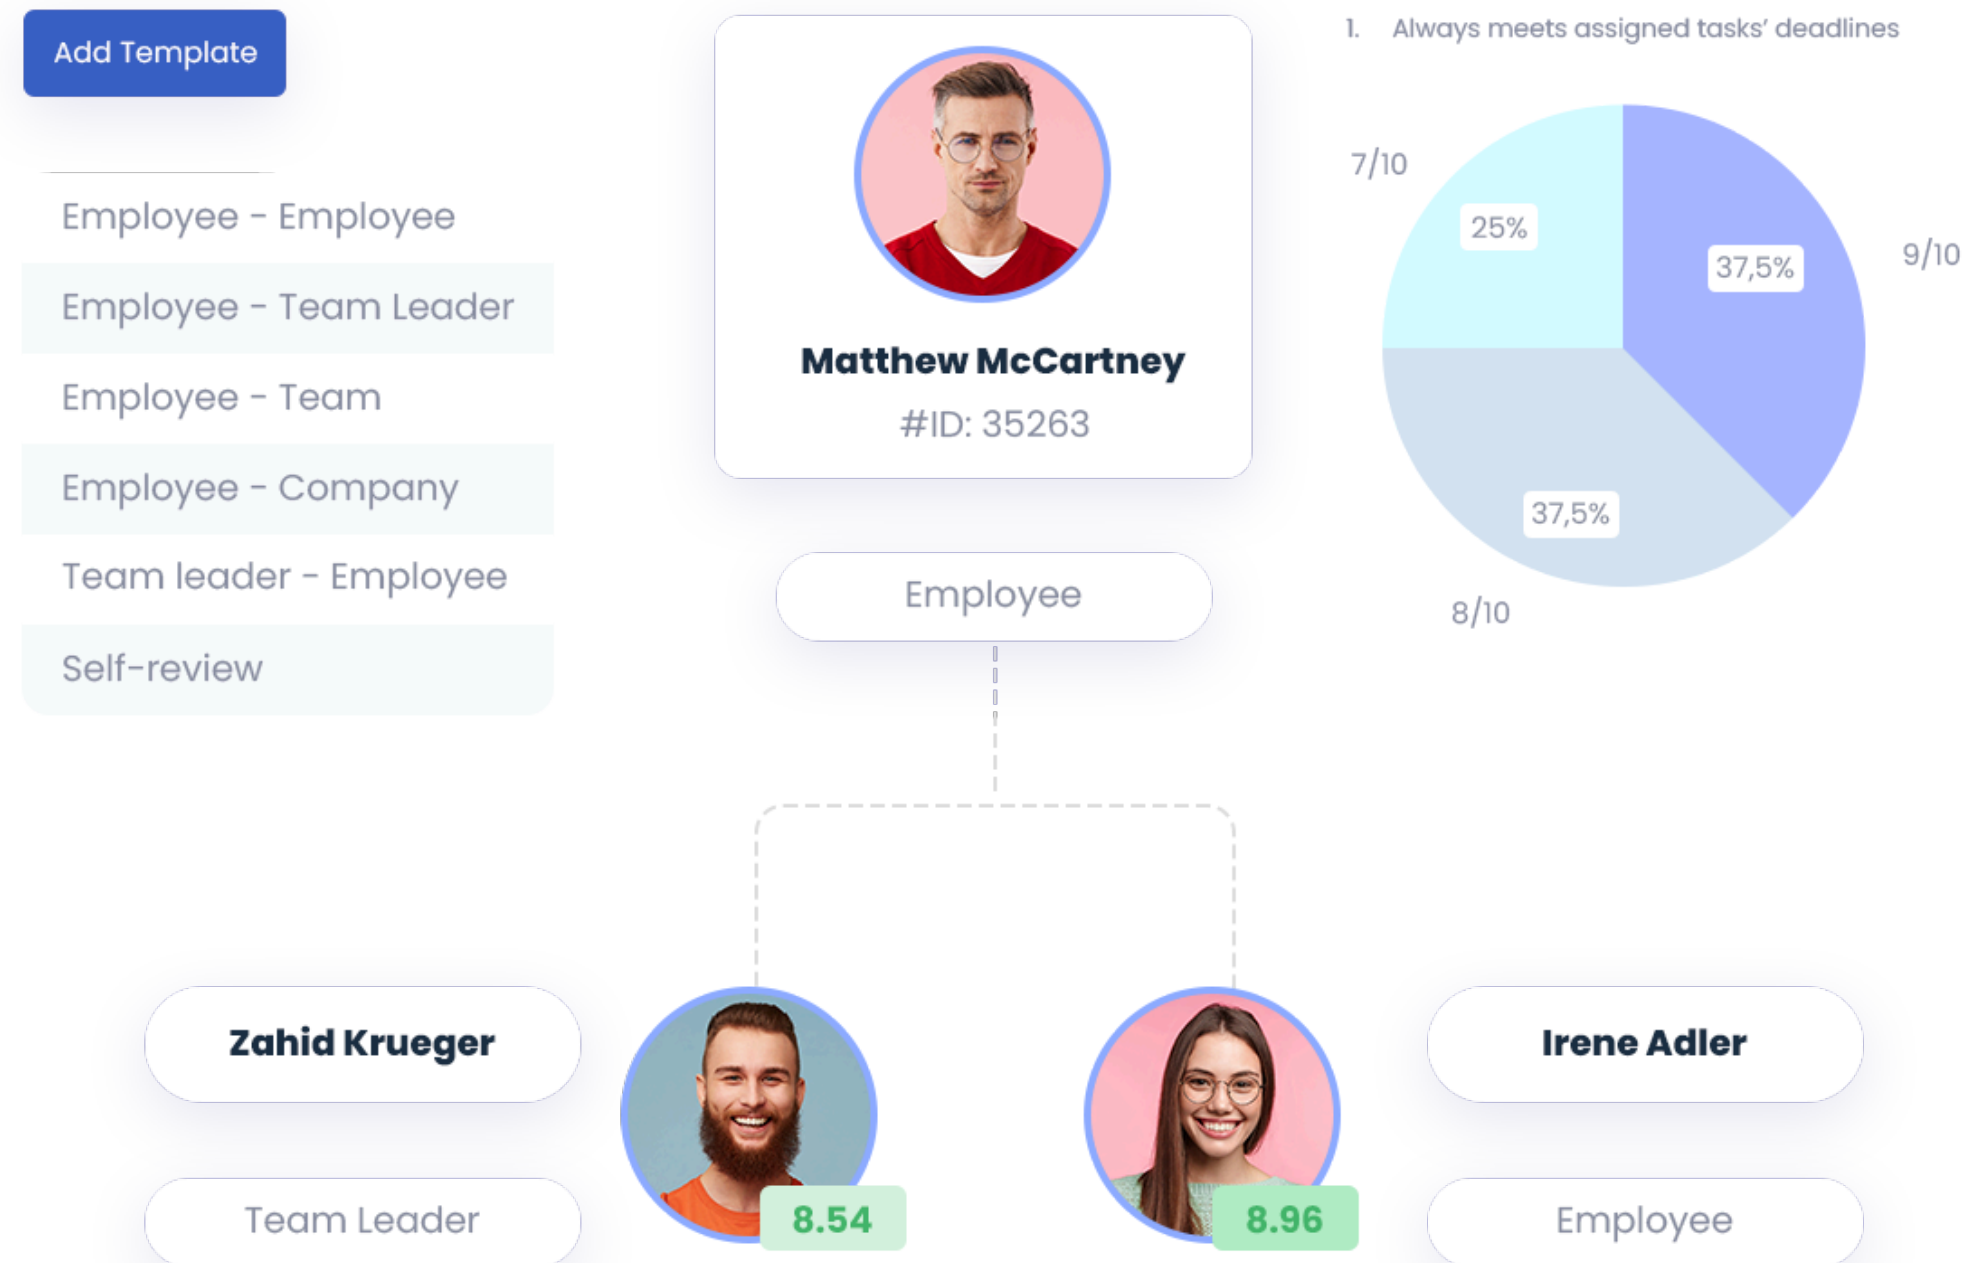 Add Template
Employee - Employee
Employee - Team Leader
Employee - Team
Employee - Company
Team leader - Employee
Self-review
Matthew McCartney
#ID: 35263
Employee
1. Always meets assigned tasks’ deadlines
7/10
25%
37,5%
9/10
37,5%
8/10
Zahid Krueger
Team Leader
8.54
8.96
Irene Adler
Employee